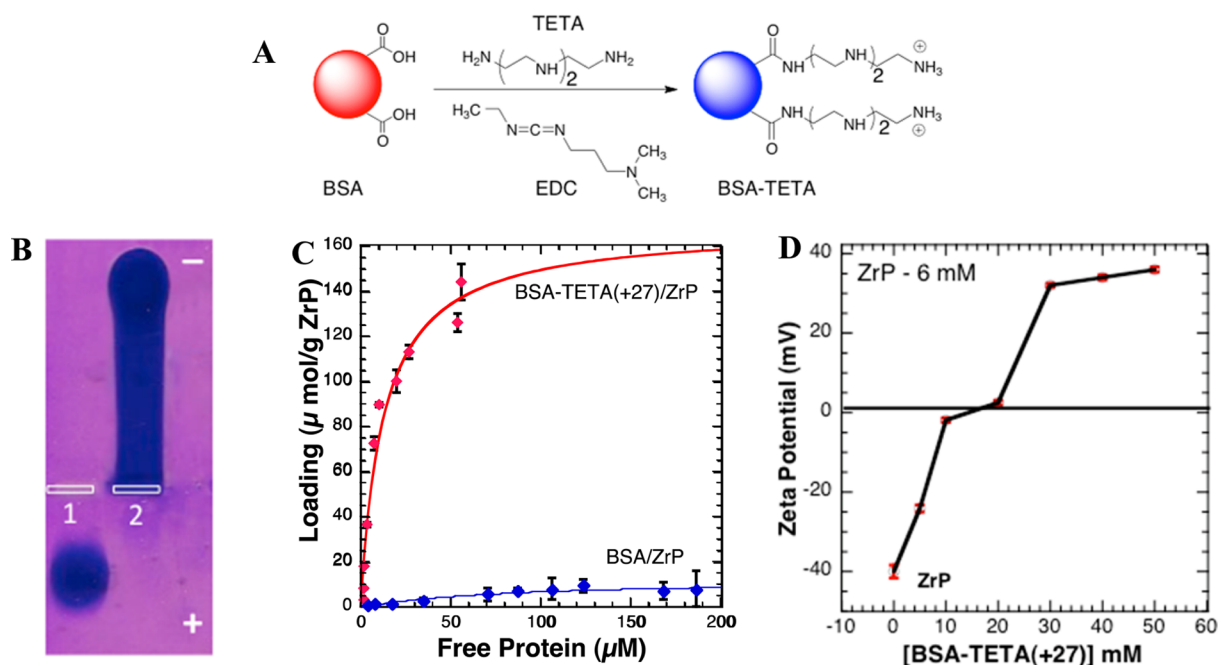 A
TETA
O
OH
O
OH
H₂N ( NH )₂ NH₂
H₃C
N=C=N
CH₃
N
CH₃
O
NH ( NH )₂ NH₃ ⊕
NH ( NH )₂ NH₃ ⊕
O
BSA
EDC
BSA-TETA
B
−
1 2
+
C
Loading (μ mol/g ZrP)
160
140
120
100
80
60
40
20
0
BSA-TETA(+27)/ZrP
BSA/ZrP
0 50 100 150 200
Free Protein (μM)
D
Zeta Potential (mV)
40
20
0
-20
-40
ZrP - 6 mM
ZrP
-10 0 10 20 30 40 50 60
[BSA-TETA(+27)] mM